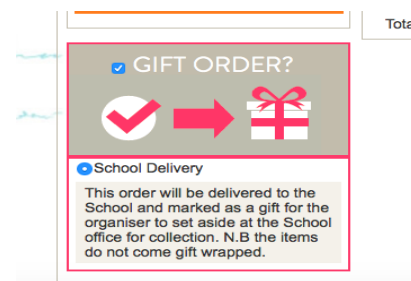 Tota
GIFT ORDER?
School Delivery
This order will be delivered to the
School and marked as a gift for the
organiser to set aside at the School
office for collection. N.B the items
do not come gift wrapped.